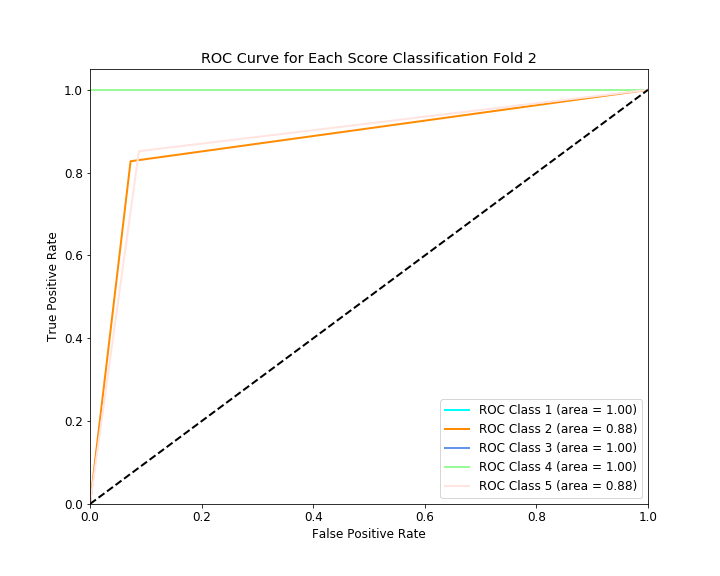 ROC Curve for Each Score Classification Fold 2
1.0
0.8
0.6
0.4
0.2
0.0
True Positive Rate
ROC Class 1 (area = 1.00)
ROC Class 2 (area = 0.88)
ROC Class 3 (area = 1.00)
ROC Class 4 (area = 1.00)
ROC Class 5 (area = 0.88)
0.0 0.2 0.4 0.6 0.8 1.0
False Positive Rate